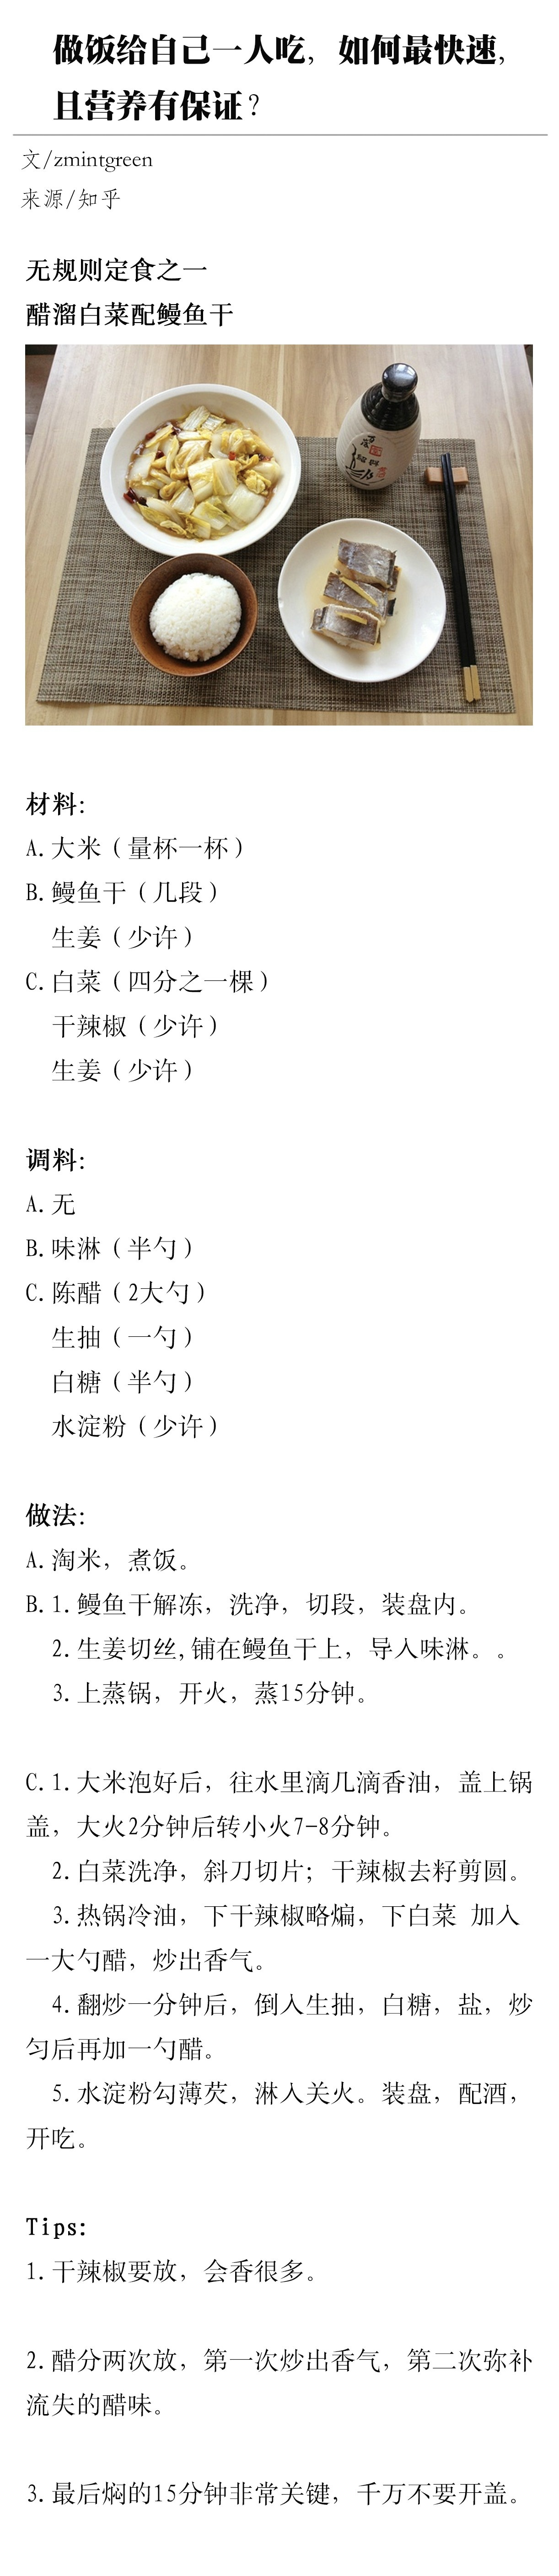 做饭给自己一人吃，如何最快速，
且营养有保证？
文/zmintgreen
来源/知乎
无规则定食之一
醋溜白菜配鳗鱼干
材料：
A.大米（量杯一杯）
B.鳗鱼干（几段）
生姜（少许）
C.白菜（四分之一棵）
干辣椒（少许）
生姜（少许）
调料：
A.无
B.味淋（半勺）
C.陈醋（2大勺）
生抽（一勺）
白糖（半勺）
水淀粉（少许）
做法：
A.淘米，煮饭。
B.1.鳗鱼干解冻，洗净，切段，装盘内。
2.生姜切丝,铺在鳗鱼干上，导入味淋。。
3.上蒸锅，开火，蒸15分钟。
C.1.大米泡好后，往水里滴几滴香油，盖上锅
盖，大火2分钟后转小火7-8分钟。
2.白菜洗净，斜刀切片；干辣椒去籽剪圆。
3.热锅冷油，下干辣椒略煸，下白菜 加入
一大勺醋，炒出香气。
4.翻炒一分钟后，倒入生抽，白糖，盐，炒
匀后再加一勺醋。
5.水淀粉勾薄芡，淋入关火。装盘，配酒，
开吃。
Tips:
1.干辣椒要放，会香很多。
2.醋分两次放，第一次炒出香气，第二次弥补
流失的醋味。
3.最后焖的15分钟非常关键，千万不要开盖。